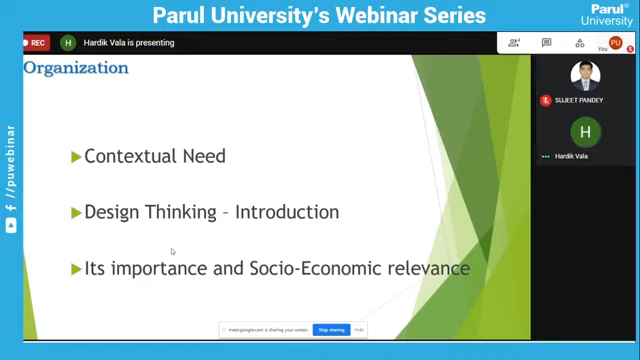 Parul University's Webinar Series
Parul®
University
REC
H
Hardik Vala is presenting
You
PU
Organization
Contextual Need
Design Thinking – Introduction
Its importance and Socio-Economic relevance
SUJEET PANDEY
H
Hardik Vala
/puwebinar
meet.google.com is sharing your screen.
Stop sharing
Hide